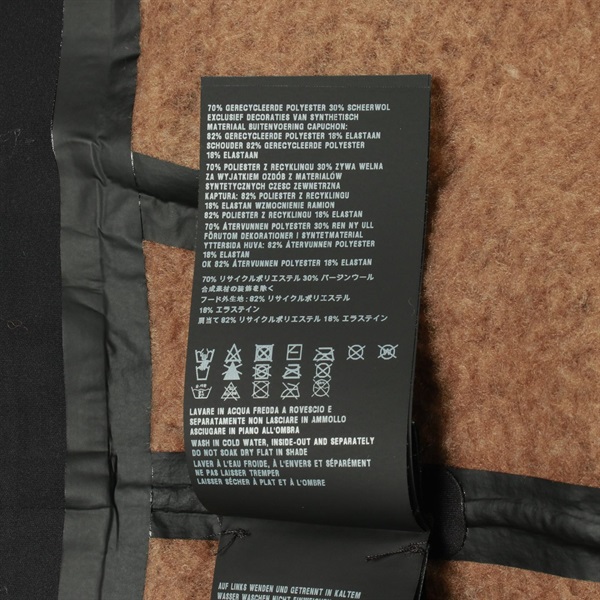 70% GERECYCLEERDE POLYESTER 30% SCHEERWOL
EXCLUSIEF DECORATIES VAN SYNTHETISCH
MATERIAAL BUITENVOERING CAPUCHON:
82% GERECYCLEERDE POLYESTER 18% ELASTAAN
SCHOUDER 82% GERECYCLEERDE POLYESTER
18% ELASTAAN
70% POLIESTER Z RECYKLINGU 30% ZYWA WELNA
ZA WYJATKIEM OZDÓB Z MATERIALÓW
SYNTETYCZNYCH CZESC ZEWNETRZNA
KAPTURA: 82% POLIESTER Z RECYKLINGU
18% ELASTAN WZMOCNIENIE RAMION
82% POLIESTER Z RECYKLINGU 18% ELASTAN
70% ÅTERVUNNEN POLYESTER 30% REN NY ULL
FÖRUTOM DEKORATIONER I SYNTETMATERIAL
YTTERSIDA HUVA: 82% ÅTERVUNNEN POLYESTER 18%
ELASTAN
OK 82% ÅTERVUNNEN POLYESTER 18% ELASTAN
70% リサイクルポリエステル 30% バージンウール
合成素材の装飾を除く
フード外生地: 82% リサイクルポリエステル
18% エラステイン
肩当て 82% リサイクルポリエステル 18% エラステイン
LAVARE IN ACQUA FREDDA A ROVESCIO E
SEPARATAMENTE NON LASCIARE IN AMMOLLO
ASCIUGARE IN PIANO ALL'OMBRA
WASH IN COLD WATER, INSIDE-OUT AND SEPARATELY
DO NOT SOAK DRY FLAT IN SHADE
LAVER À L'EAU FROIDE, À L'ENVERS ET SÉPARÉMENT
NE PAS LAISSER TREMPER
LAISSER SÉCHER À PLAT ET À L'OMBRE
AUF LINKS WENDEN UND GETRENNT IN KALTEM
WASSER WASCHEN NICHT EINWEICHEN